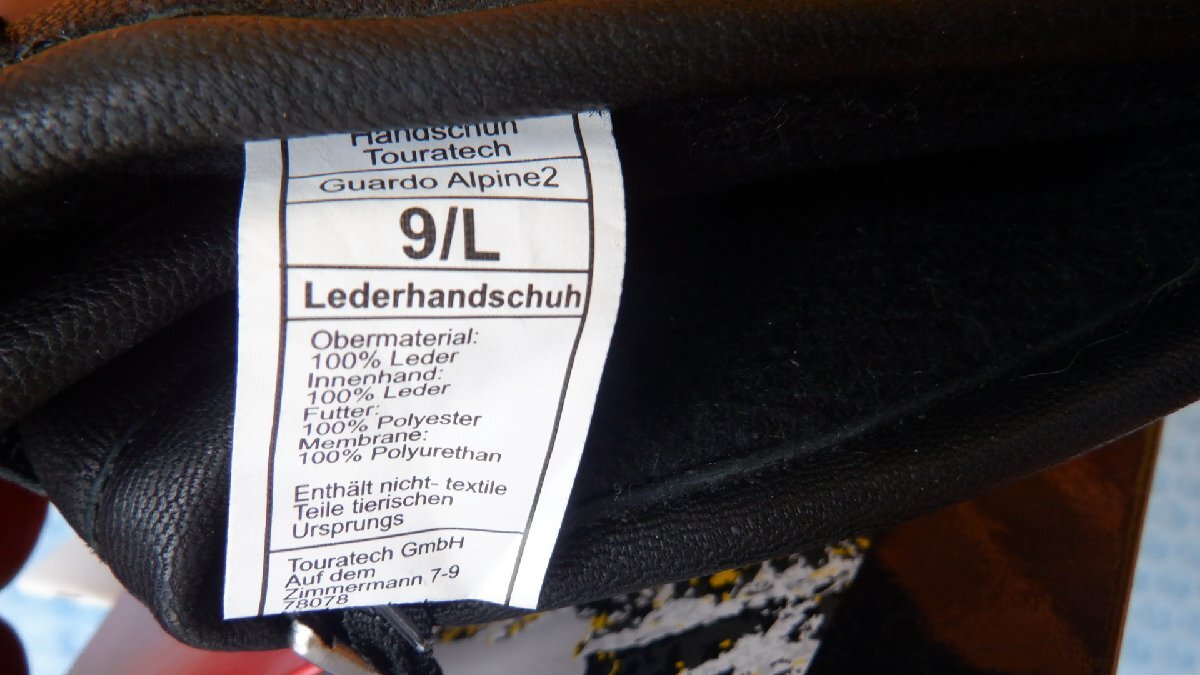 Handschuh
Touratech
Guardo Alpine2
9/L
Lederhandschuh
Obermaterial:
100% Leder
Innenhand:
100% Leder
Futter:
100% Polyester
Membrane:
100% Polyurethan
Enthält nicht- textile
Teile tierischen
Ursprungs
Touratech GmbH
Auf dem
Zimmermann 7-9
78078